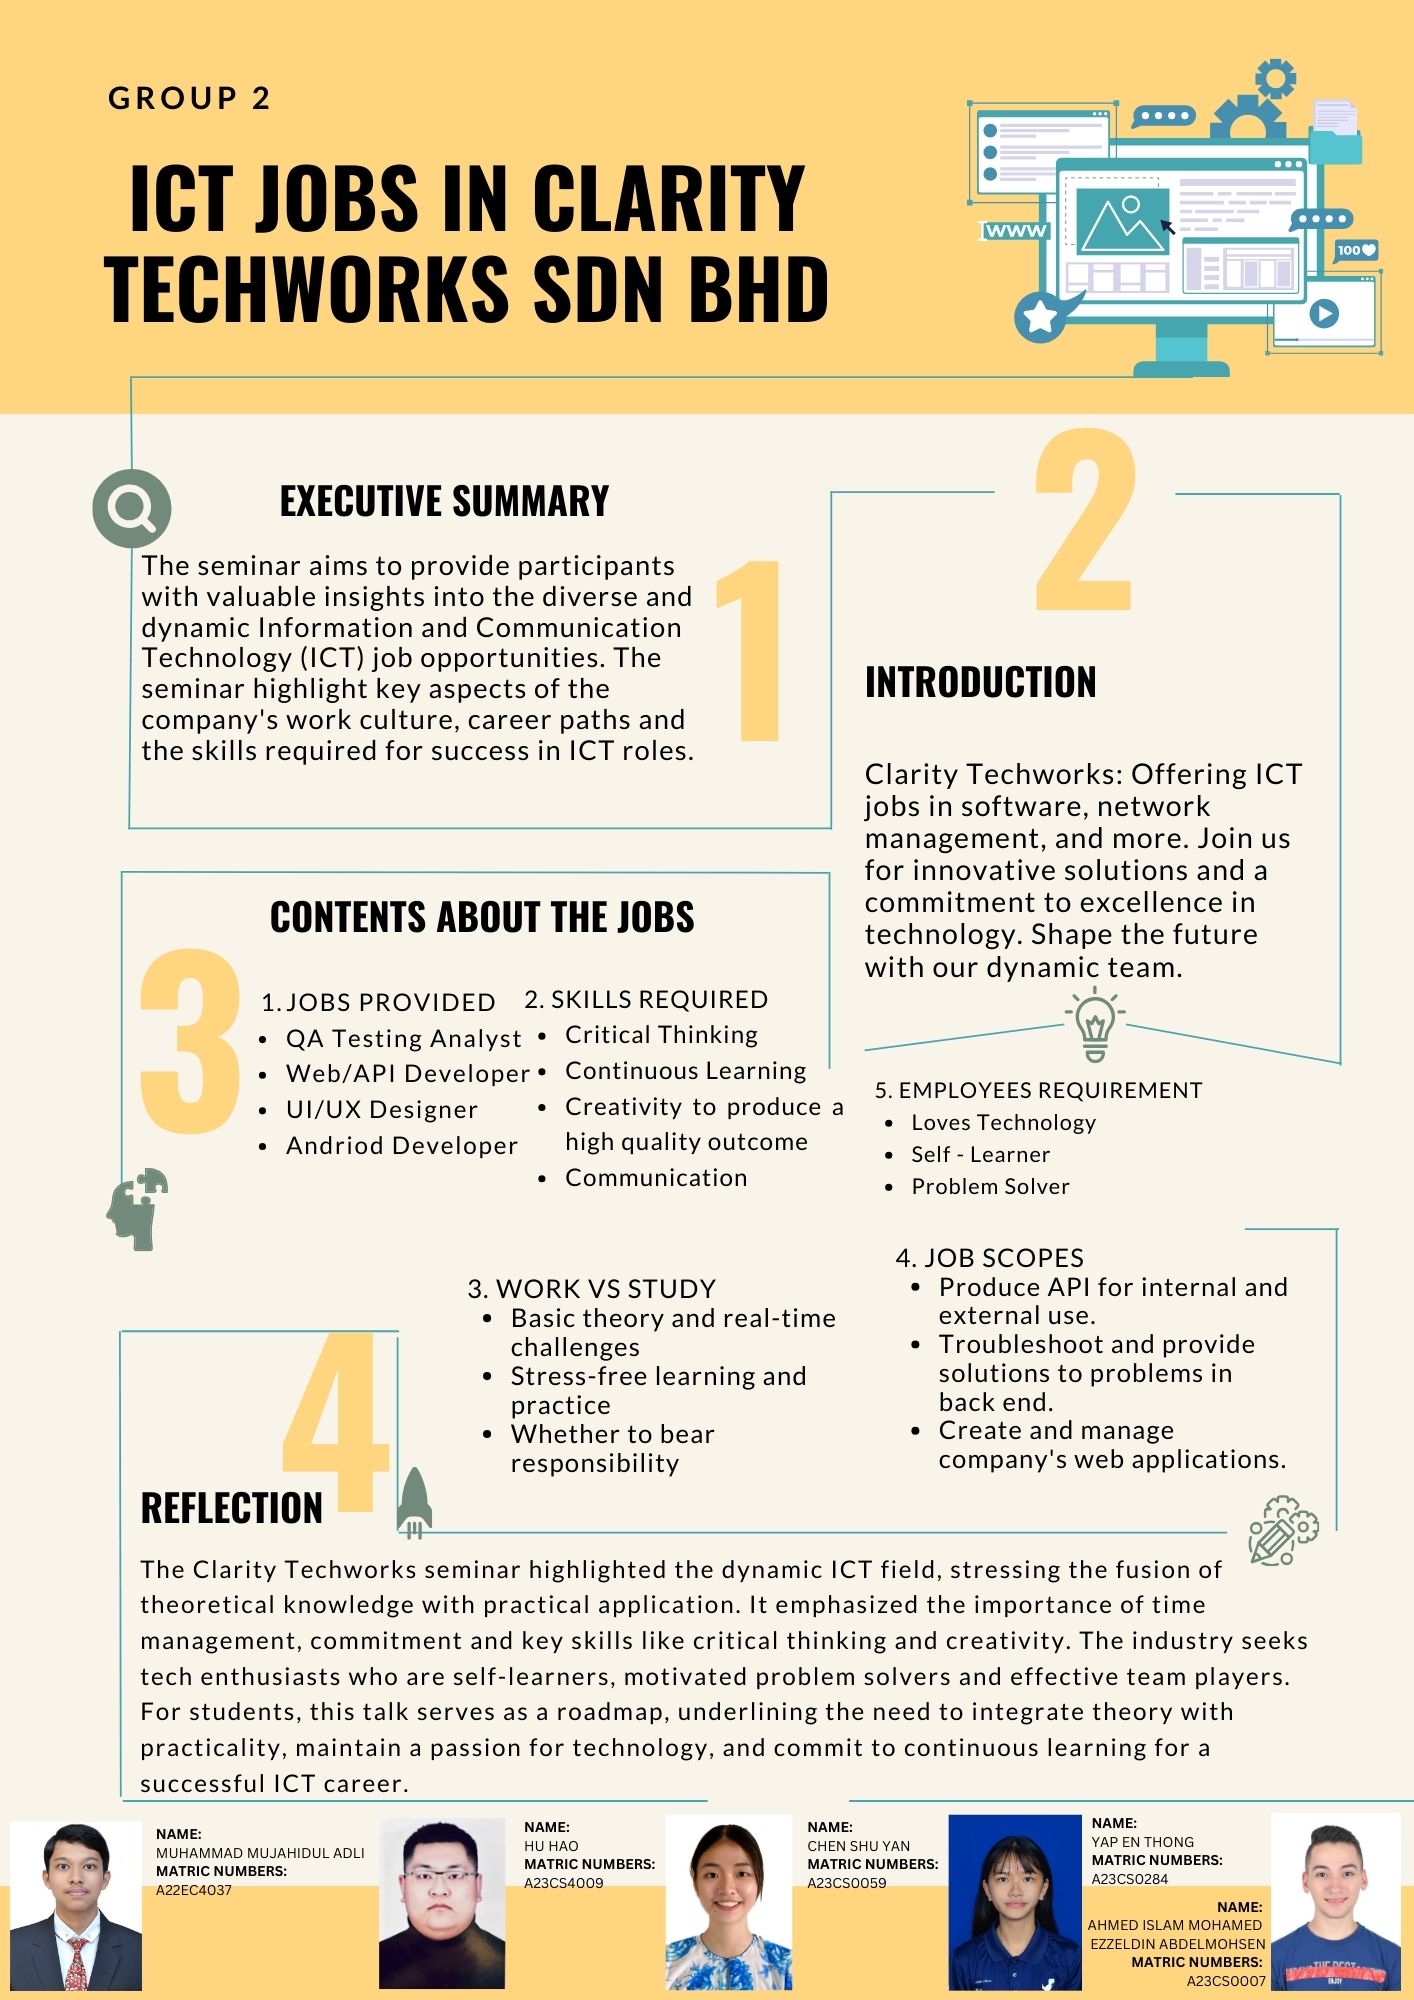 GROUP 2
ICT JOBS IN CLARITY
TECHWORKS SDN BHD
WWW
100
EXECUTIVE SUMMARY
The seminar aims to provide participants
with valuable insights into the diverse and
dynamic Information and Communication
Technology (ICT) job opportunities. The
seminar highlight key aspects of the
company's work culture, career paths and
the skills required for success in ICT roles.
1
2
INTRODUCTION
Clarity Techworks: Offering ICT
jobs in software, network
management, and more. Join us
for innovative solutions and a
commitment to excellence in
technology. Shape the future
with our dynamic team.
CONTENTS ABOUT THE JOBS
3
1. JOBS PROVIDED
• QA Testing Analyst
• Web/API Developer
• UI/UX Designer
• Andriod Developer
2. SKILLS REQUIRED
• Critical Thinking
• Continuous Learning
• Creativity to produce a
high quality outcome
• Communication
5. EMPLOYEES REQUIREMENT
• Loves Technology
• Self - Learner
• Problem Solver
3. WORK VS STUDY
• Basic theory and real-time
challenges
• Stress-free learning and
practice
• Whether to bear
responsibility
4. JOB SCOPES
• Produce API for internal and
external use.
• Troubleshoot and provide
solutions to problems in
back end.
• Create and manage
company's web applications.
4
REFLECTION
The Clarity Techworks seminar highlighted the dynamic ICT field, stressing the fusion of
theoretical knowledge with practical application. It emphasized the importance of time
management, commitment and key skills like critical thinking and creativity. The industry seeks
tech enthusiasts who are self-learners, motivated problem solvers and effective team players.
For students, this talk serves as a roadmap, underlining the need to integrate theory with
practicality, maintain a passion for technology, and commit to continuous learning for a
successful ICT career.
NAME:
MUHAMMAD MUJAHIDUL ADLI
MATRIC NUMBERS:
A22EC4037
NAME:
HU HAO
MATRIC NUMBERS:
A23CS4009
NAME:
CHEN SHU YAN
MATRIC NUMBERS:
A23CS0059
NAME:
YAP EN THONG
MATRIC NUMBERS:
A23CS0284
NAME:
AHMED ISLAM MOHAMED
EZZELDIN ABDELMOHSEN
MATRIC NUMBERS:
A23CS0007
ENJOY